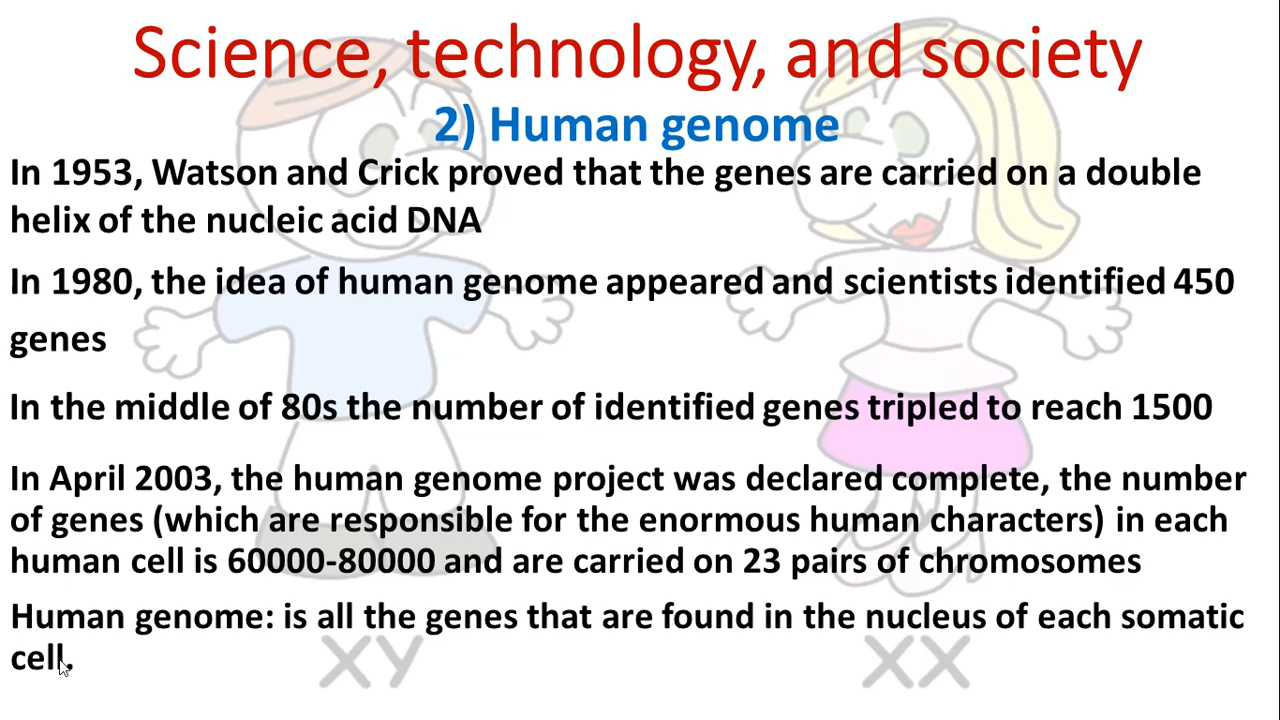 Science, technology, and society
2) Human genome
In 1953, Watson and Crick proved that the genes are carried on a double
helix of the nucleic acid DNA
In 1980, the idea of human genome appeared and scientists identified 450
genes
In the middle of 80s the number of identified genes tripled to reach 1500
In April 2003, the human genome project was declared complete, the number
of genes (which are responsible for the enormous human characters) in each
human cell is 60000-80000 and are carried on 23 pairs of chromosomes
Human genome: is all the genes that are found in the nucleus of each somatic
cell.
XY
XX